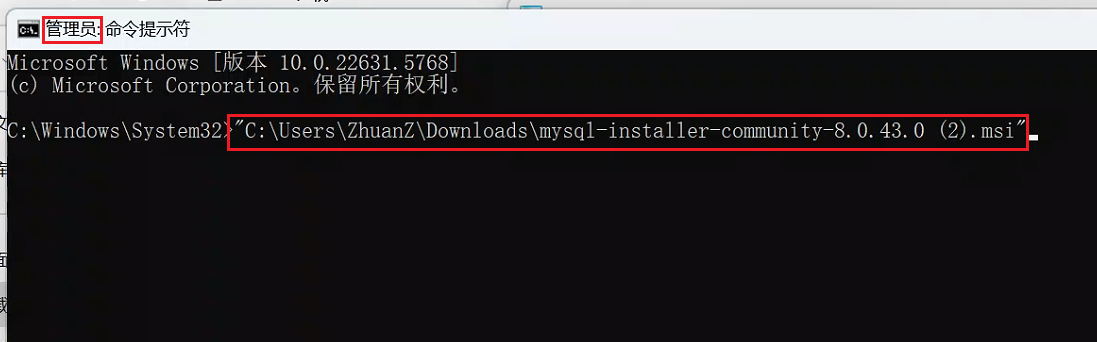 管理员: 命令提示符
Microsoft Windows [版本 10.0.22631.5768]
(c) Microsoft Corporation。保留所有权利。
C:\Windows\System32>"C:\Users\ZhuanZ\Downloads\mysql-installer-community-8.0.43.0 (2).msi"